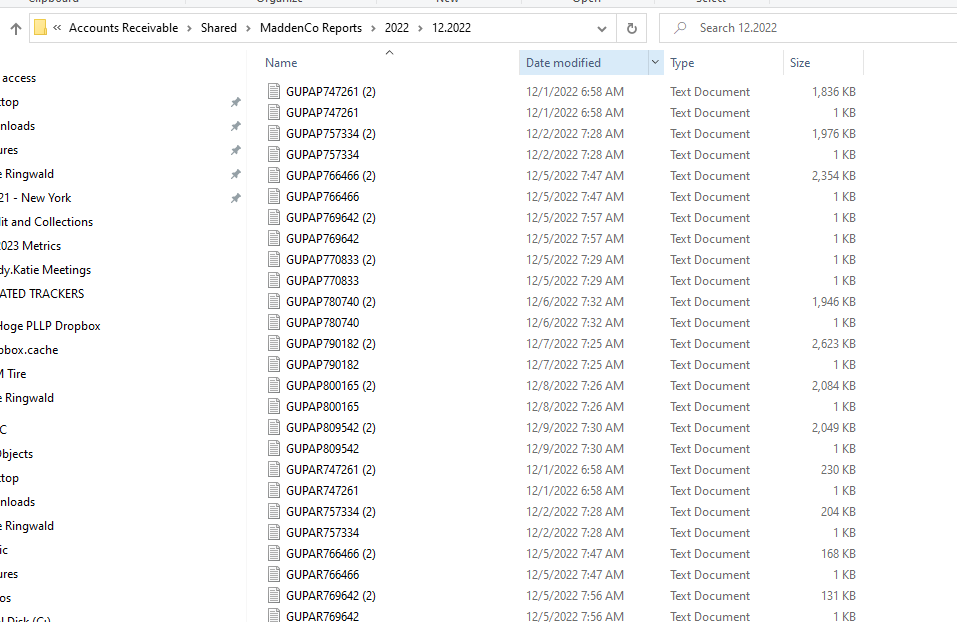 Clipboard Organize New Open Select
« Accounts Receivable > Shared > MaddenCo Reports > 2022 > 12.2022 Search 12.2022
Name Date modified Type Size
access
top
nloads
ures
e Ringwald
21 - New York
it and Collections
2023 Metrics
dy.Katie Meetings
ATED TRACKERS
Hoge PLLP Dropbox
pbox.cache
M Tire
e Ringwald
C
Objects
top
nloads
e Ringwald
ic
ures
os
l Disk (C:)
GUPAP747261 (2) 12/1/2022 6:58 AM Text Document 1,836 KB
GUPAP747261 12/1/2022 6:58 AM Text Document 1 KB
GUPAP757334 (2) 12/2/2022 7:28 AM Text Document 1,976 KB
GUPAP757334 12/2/2022 7:28 AM Text Document 1 KB
GUPAP766466 (2) 12/5/2022 7:47 AM Text Document 2,354 KB
GUPAP766466 12/5/2022 7:47 AM Text Document 1 KB
GUPAP769642 (2) 12/5/2022 7:57 AM Text Document 1 KB
GUPAP769642 12/5/2022 7:57 AM Text Document 1 KB
GUPAP770833 (2) 12/5/2022 7:29 AM Text Document 1 KB
GUPAP770833 12/5/2022 7:29 AM Text Document 1 KB
GUPAP780740 (2) 12/6/2022 7:32 AM Text Document 1,946 KB
GUPAP780740 12/6/2022 7:32 AM Text Document 1 KB
GUPAP790182 (2) 12/7/2022 7:25 AM Text Document 2,623 KB
GUPAP790182 12/7/2022 7:25 AM Text Document 1 KB
GUPAP800165 (2) 12/8/2022 7:26 AM Text Document 2,084 KB
GUPAP800165 12/8/2022 7:26 AM Text Document 1 KB
GUPAP809542 (2) 12/9/2022 7:30 AM Text Document 2,049 KB
GUPAP809542 12/9/2022 7:30 AM Text Document 1 KB
GUPAR747261 (2) 12/1/2022 6:58 AM Text Document 230 KB
GUPAR747261 12/1/2022 6:58 AM Text Document 1 KB
GUPAR757334 (2) 12/2/2022 7:28 AM Text Document 204 KB
GUPAR757334 12/2/2022 7:28 AM Text Document 1 KB
GUPAR766466 (2) 12/5/2022 7:47 AM Text Document 168 KB
GUPAR766466 12/5/2022 7:47 AM Text Document 1 KB
GUPAR769642 (2) 12/5/2022 7:56 AM Text Document 131 KB
GUPAR769642 12/5/2022 7:56 AM Text Document 1 KB